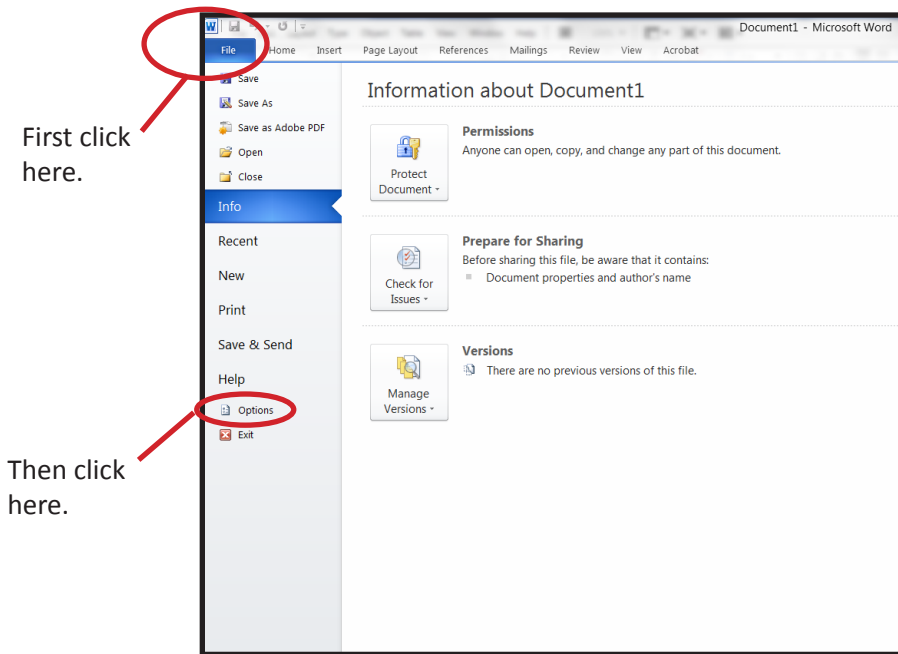 Document1 - Microsoft Word
File Home Insert Page Layout References Mailings Review View Acrobat
Save
Save As
Save as Adobe PDF
Open
Close
Info
Recent
New
Print
Save & Send
Help
Options
Exit
Information about Document1
Protect
Document
Permissions
Anyone can open, copy, and change any part of this document.
Check for
Issues
Prepare for Sharing
Before sharing this file, be aware that it contains:
Document properties and author's name
Manage
Versions
Versions
There are no previous versions of this file.
First click
here.
Then click
here.